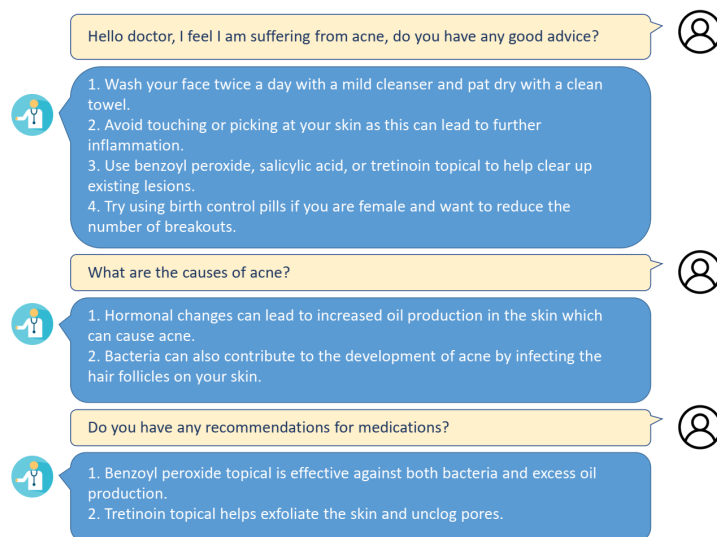 Hello doctor, I feel I am suffering from acne, do you have any good advice?
1. Wash your face twice a day with a mild cleanser and pat dry with a clean
towel.
2. Avoid touching or picking at your skin as this can lead to further
inflammation.
3. Use benzoyl peroxide, salicylic acid, or tretinoin topical to help clear up
existing lesions.
4. Try using birth control pills if you are female and want to reduce the
number of breakouts.
What are the causes of acne?
1. Hormonal changes can lead to increased oil production in the skin which
can cause acne.
2. Bacteria can also contribute to the development of acne by infecting the
hair follicles on your skin.
Do you have any recommendations for medications?
1. Benzoyl peroxide topical is effective against both bacteria and excess oil
production.
2. Tretinoin topical helps exfoliate the skin and unclog pores.